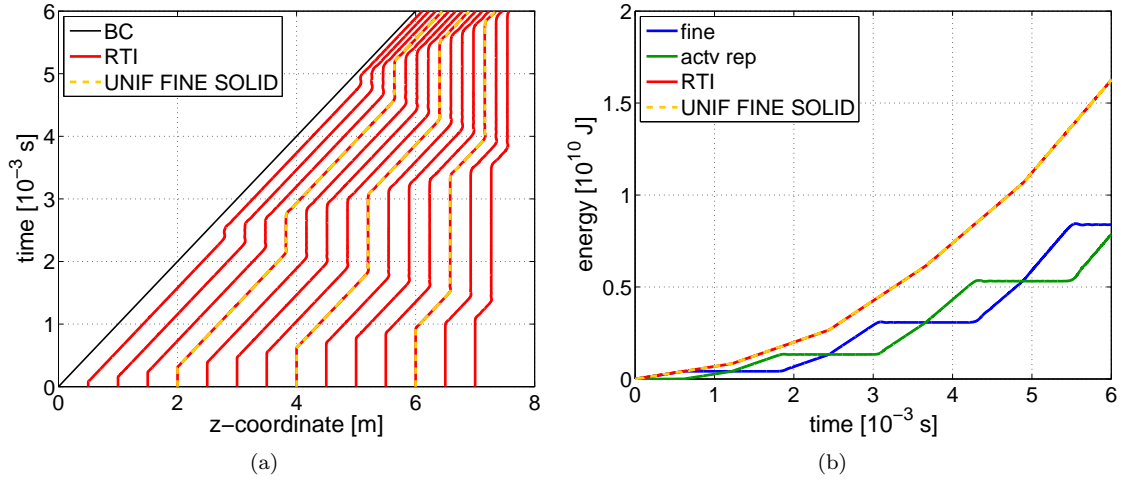 6
5
4
3
2
1
0
time [10⁻³ s]
BC
RTI
UNIF FINE SOLID
0 2 4 6 8
z−coordinate [m]
(a)
2
1.5
1
0.5
0
energy [10¹⁰ J]
fine
actv rep
RTI
UNIF FINE SOLID
0 1 2 3 4 5 6
time [10⁻³ s]
(b)